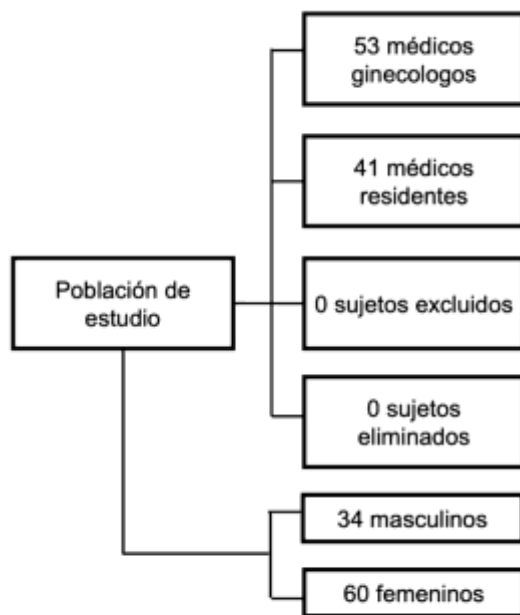 53 médicos
ginecologos
41 médicos
residentes
Población de
estudio
0 sujetos excluidos
0 sujetos
eliminados
34 masculinos
60 femeninos